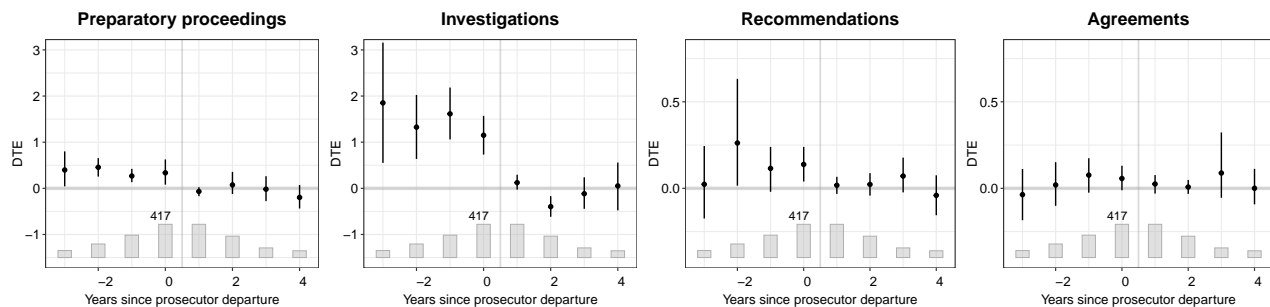 Preparatory proceedings
Investigations
Recommendations
Agreements
DTE
3
2
1
0
−1
417
−2 0 2 4
Years since prosecutor departure
DTE
3
2
1
0
−1
417
−2 0 2 4
Years since prosecutor departure
DTE
0.5
0.0
417
−2 0 2 4
Years since prosecutor departure
DTE
0.5
0.0
417
−2 0 2 4
Years since prosecutor departure